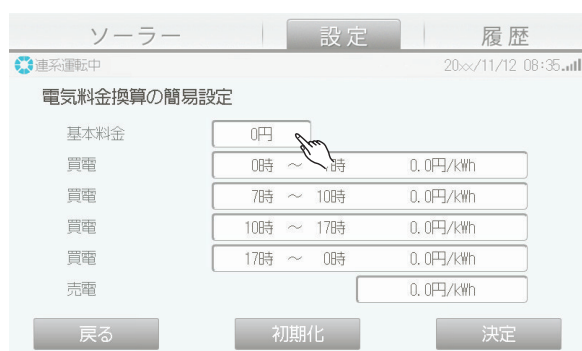 ソーラー 設定 履歴
連系運転中 20××/11/12 08:35
電気料金換算の簡易設定
基本料金 0円
買電 0時 ～ 時 0.0円/kWh
買電 7時 ～ 10時 0.0円/kWh
買電 10時 ～ 17時 0.0円/kWh
買電 17時 ～ 0時 0.0円/kWh
売電 0.0円/kWh
戻る 初期化 決定